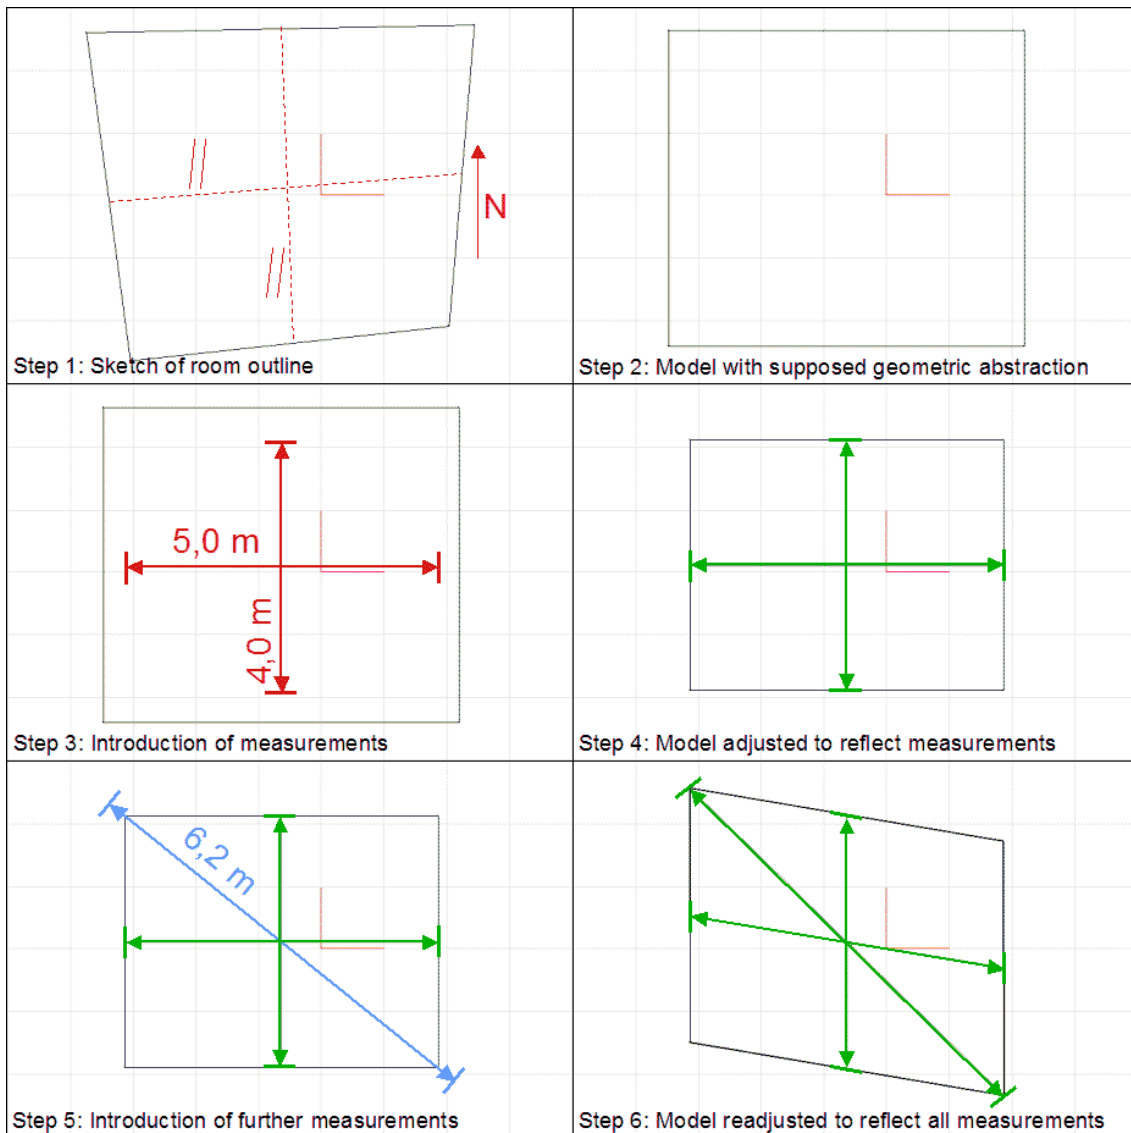 N
Step 1: Sketch of room outline
Step 2: Model with supposed geometric abstraction
5,0 m
4,0 m
Step 3: Introduction of measurements
Step 4: Model adjusted to reflect measurements
6,2 m
Step 5: Introduction of further measurements
Step 6: Model readjusted to reflect all measurements